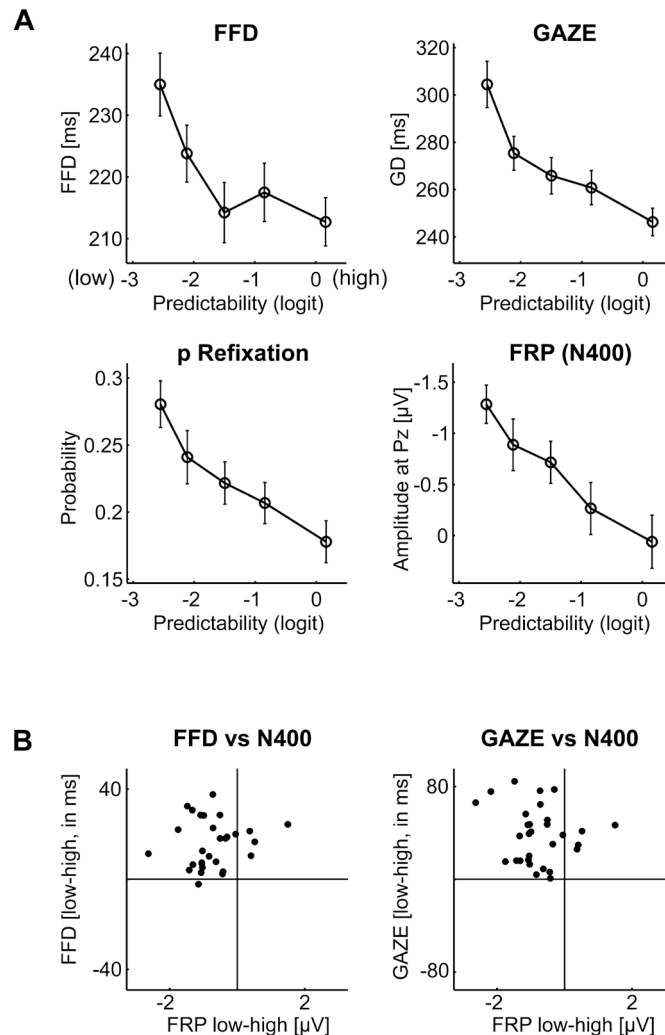 A
FFD
GAZE
FFD [ms]
240
230
220
210
(low) -3 -2 -1 0 (high)
Predictability (logit)
GD [ms]
320
300
280
260
240
-3 -2 -1 0
Predictability (logit)
p Refixation
FRP (N400)
Probability
0.3
0.25
0.2
0.15
-3 -2 -1 0
Predictability (logit)
Amplitude at Pz [µV]
-1.5
-1
-0.5
0
-3 -2 -1 0
Predictability (logit)
B
FFD vs N400
GAZE vs N400
FFD [low-high, in ms]
40
-40
-2 2
FRP low-high [µV]
GAZE [low-high, in ms]
80
-80
-2 2
FRP low-high [µV]